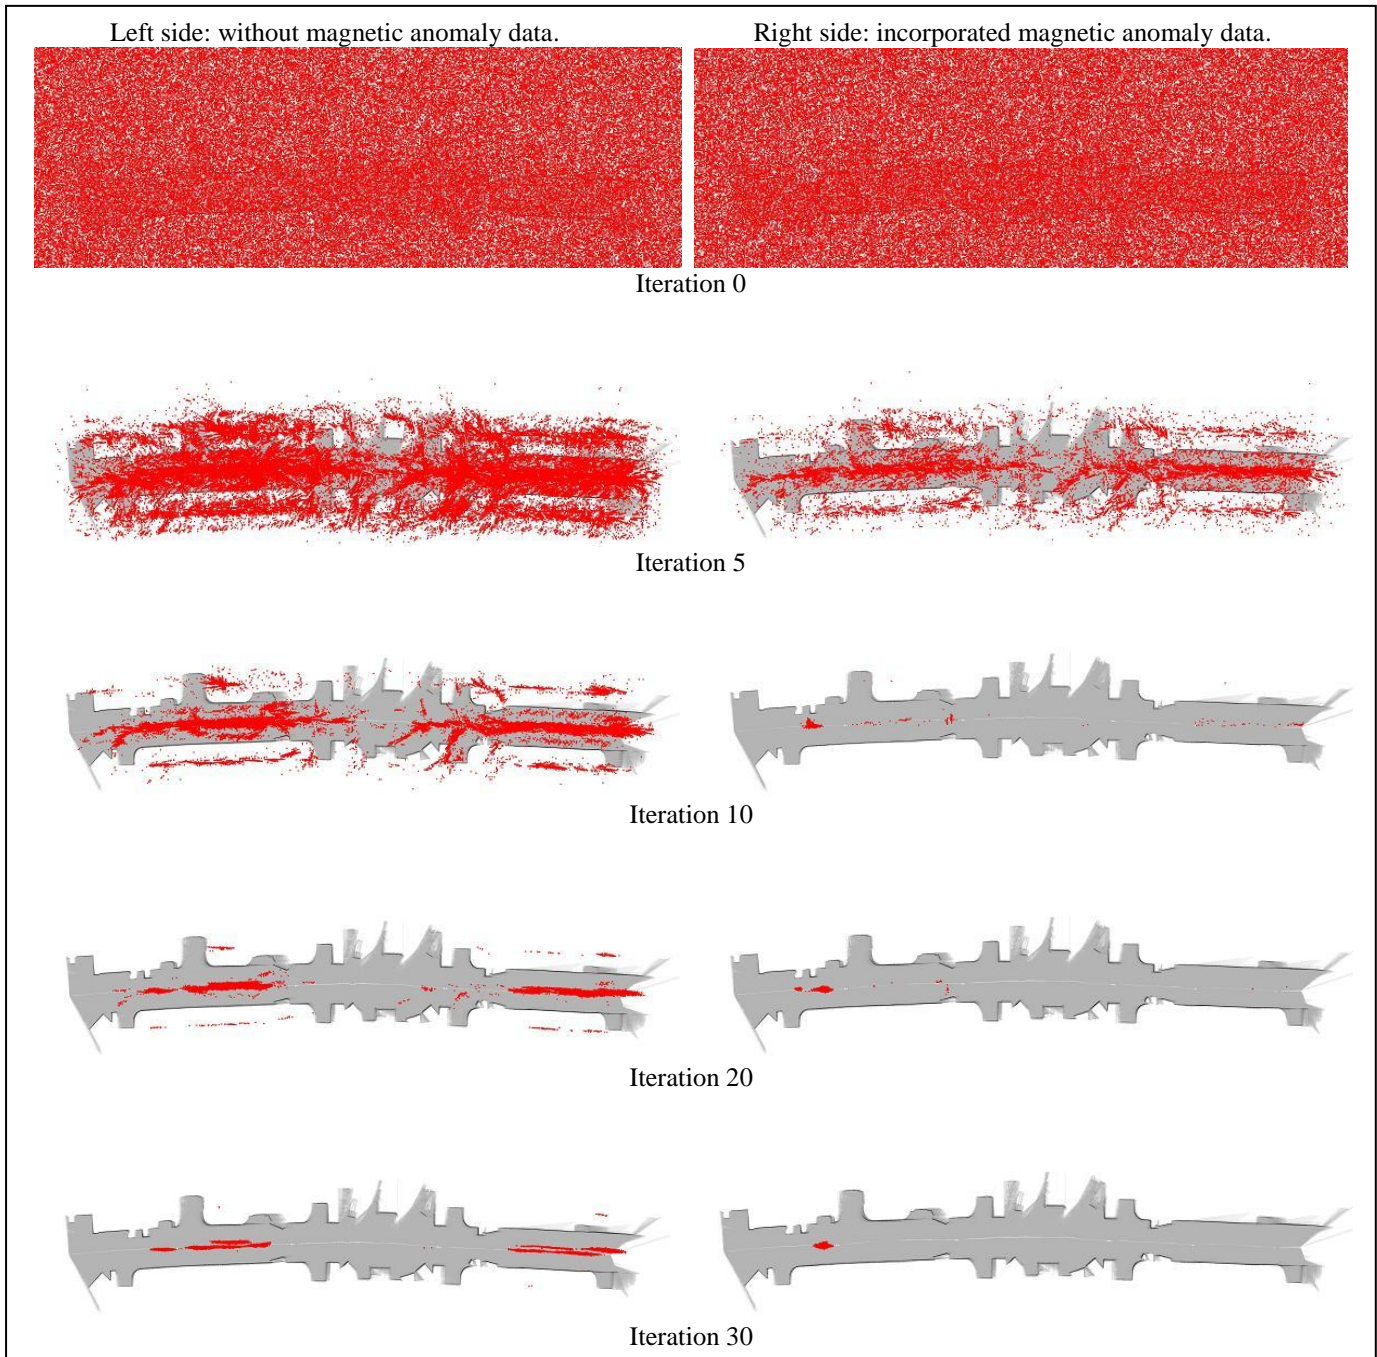 Left side: without magnetic anomaly data.
Right side: incorporated magnetic anomaly data.
Iteration 0
Iteration 5
Iteration 10
Iteration 20
Iteration 30